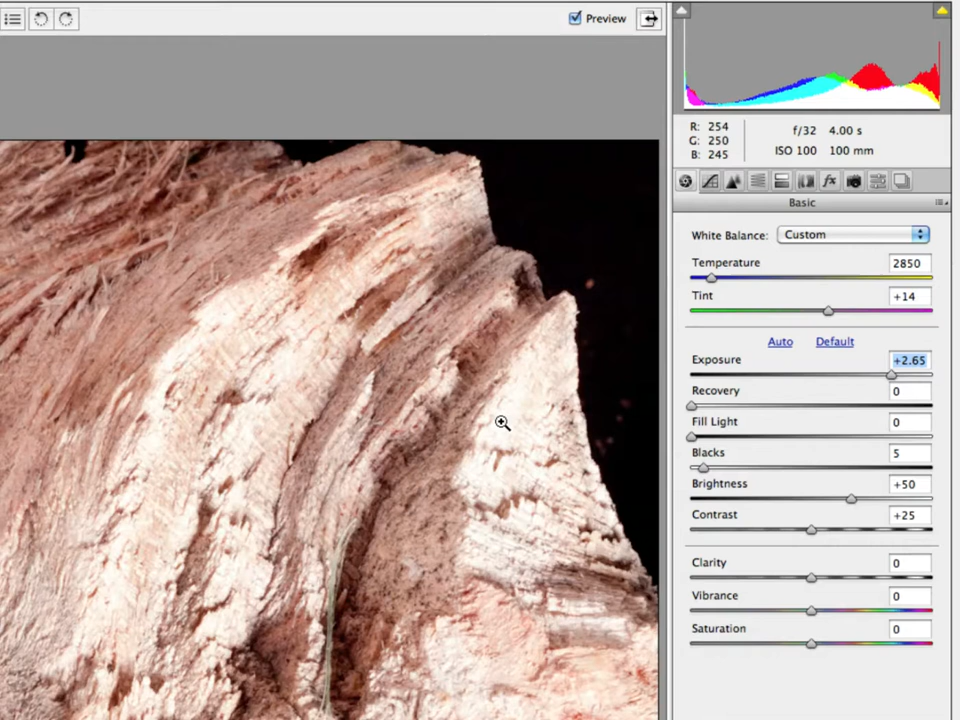 Preview
R: 254
G: 250
B: 245
f/32 4.00 s
ISO 100 100 mm
fx
Basic
White Balance: Custom
Temperature 2850
Tint +14
Auto Default
Exposure +2.65
Recovery 0
Fill Light 0
Blacks 5
Brightness +50
Contrast +25
Clarity 0
Vibrance 0
Saturation 0